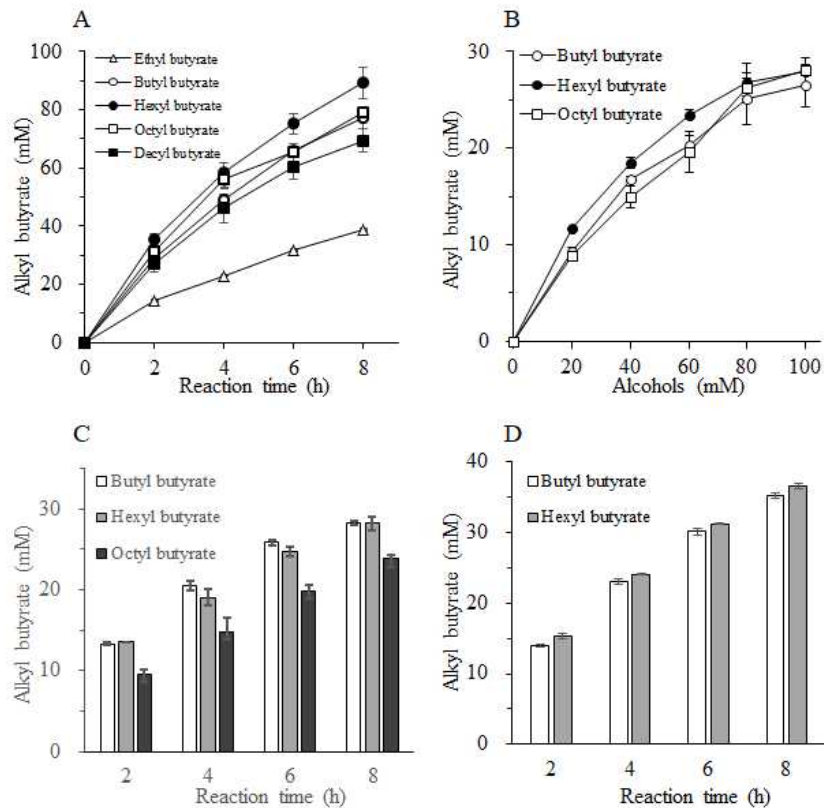 A
Alkyl butyrate (mM)
100
80
60
40
20
0
Ethyl butyrate
Butyl butyrate
Hexyl butyrate
Octyl butyrate
Decyl butyrate
0 2 4 6 8
Reaction time (h)
B
Alkyl butyrate (mM)
30
20
10
0
Butyl butyrate
Hexyl butyrate
Octyl butyrate
0 20 40 60 80 100
Alcohols (mM)
C
Alkyl butyrate (mM)
30
20
10
0
Butyl butyrate
Hexyl butyrate
Octyl butyrate
2 4 6 8
Reaction time (h)
D
Alkyl butyrate (mM)
40
30
20
10
0
Butyl butyrate
Hexyl butyrate
2 4 6 8
Reaction time (h)